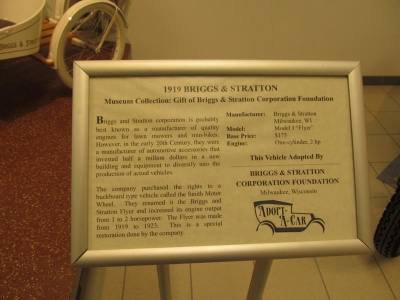 BRIGGS & STRATTON
1919 BRIGGS & STRATTON
Museum Collection: Gift of Briggs & Stratton Corporation Foundation
Briggs and Stratton corporation is probably
best known as a manufacturer of quality
engines for lawn mowers and mini-bikes.
However, in the early 20th Century, they were
a manufacturer of automotive accessories that
invested half a million dollars in a new
building and equipment to diversify into the
production of actual vehicles.
The company purchased the rights to a
buckboard type vehicle called the Smith Motor
Wheel. They renamed it the Briggs and
Stratton Flyer and increased its engine output
from 1 to 2 horsepower. The Flyer was made
from 1919 to 1923. This is a special
restoration done by the company.
Manufacturer: Briggs & Stratton
Milwaukee, WI
Model: Model I "Flyer"
Base Price: $175
Engine: One-cylinder, 2 hp
This Vehicle Adopted By
BRIGGS & STRATTON
CORPORATION FOUNDATION
Milwaukee, Wisconsin
ADOPT-
'A-CAR